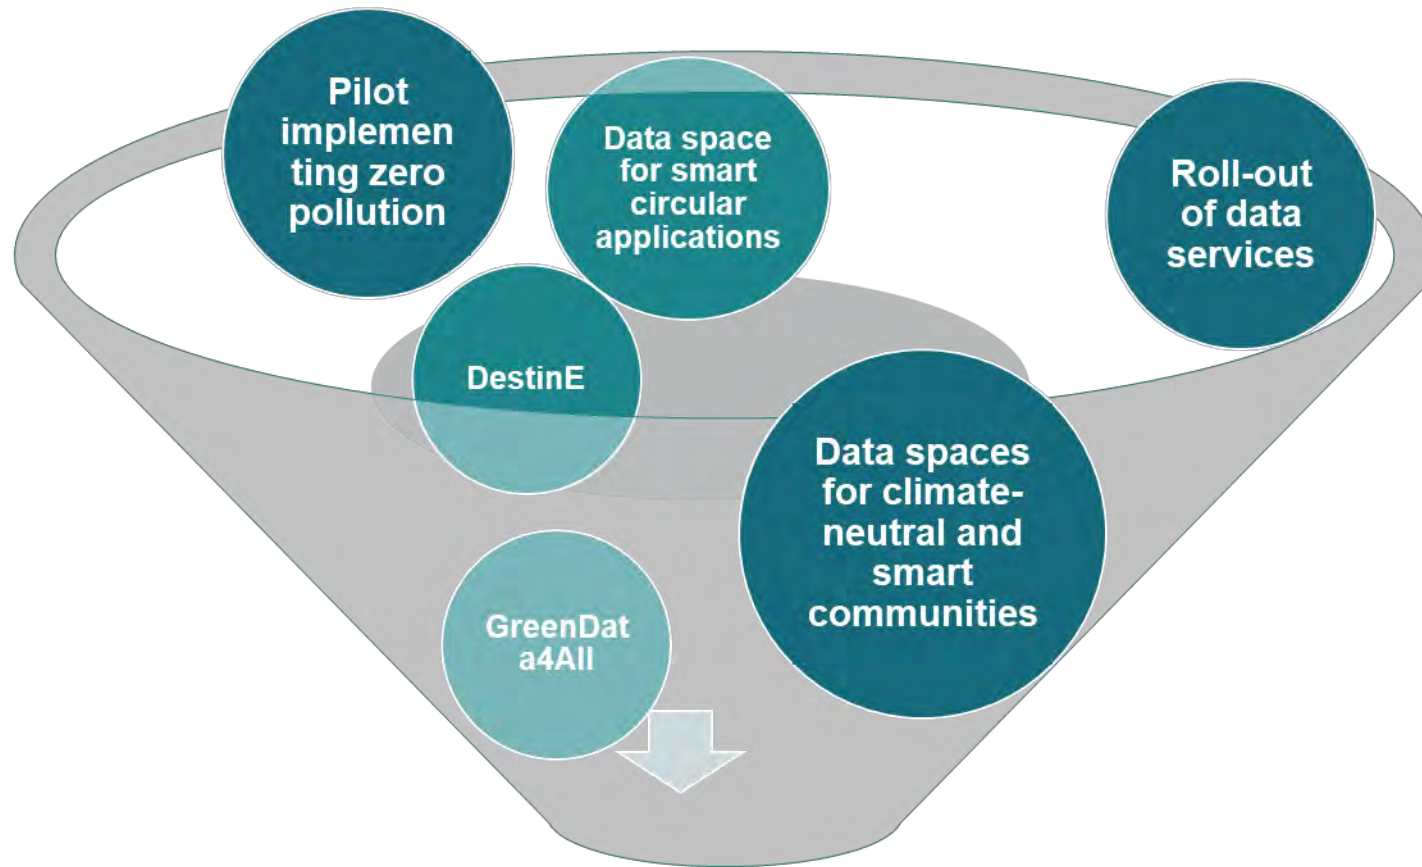 Pilot
implemen
ting zero
pollution
Data space
for smart
circular
applications
Roll-out
of data
services
DestinE
Data spaces
for climate-
neutral and
smart
communities
GreenDat
a4All